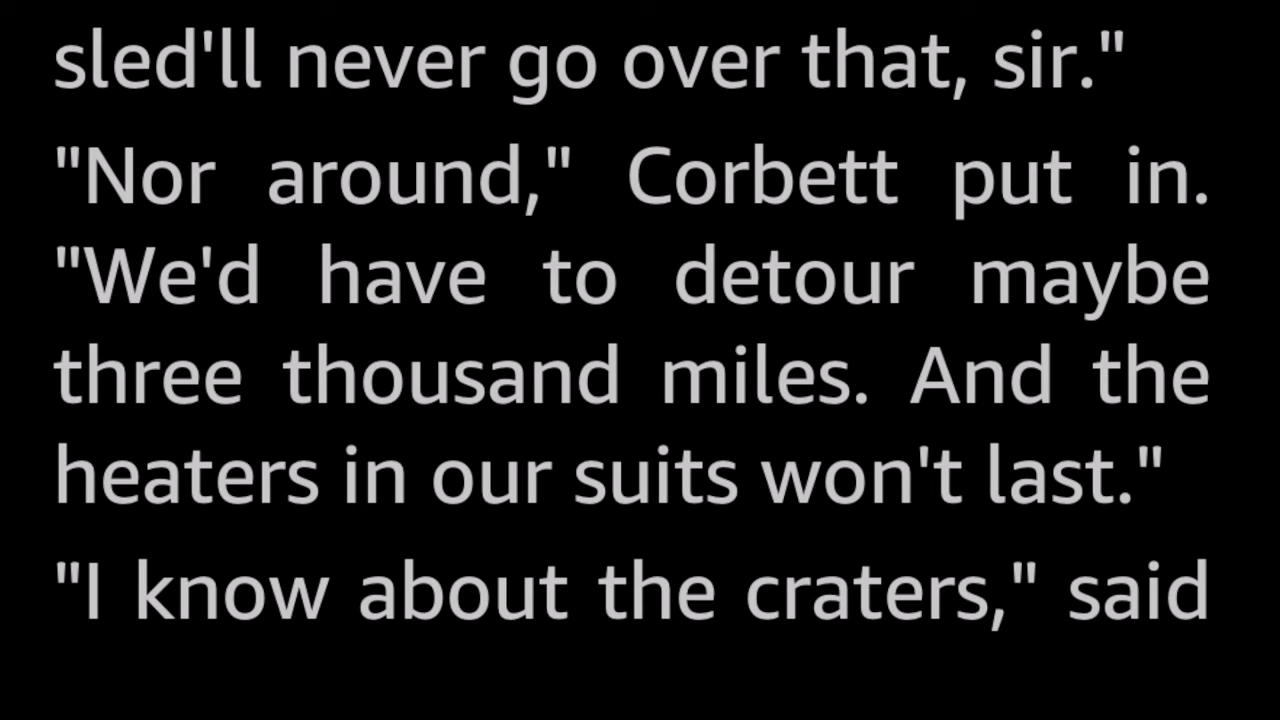 sled'll never go over that, sir."
"Nor around," Corbett put in.
"We'd have to detour maybe
three thousand miles. And the
heaters in our suits won't last."
"I know about the craters," said